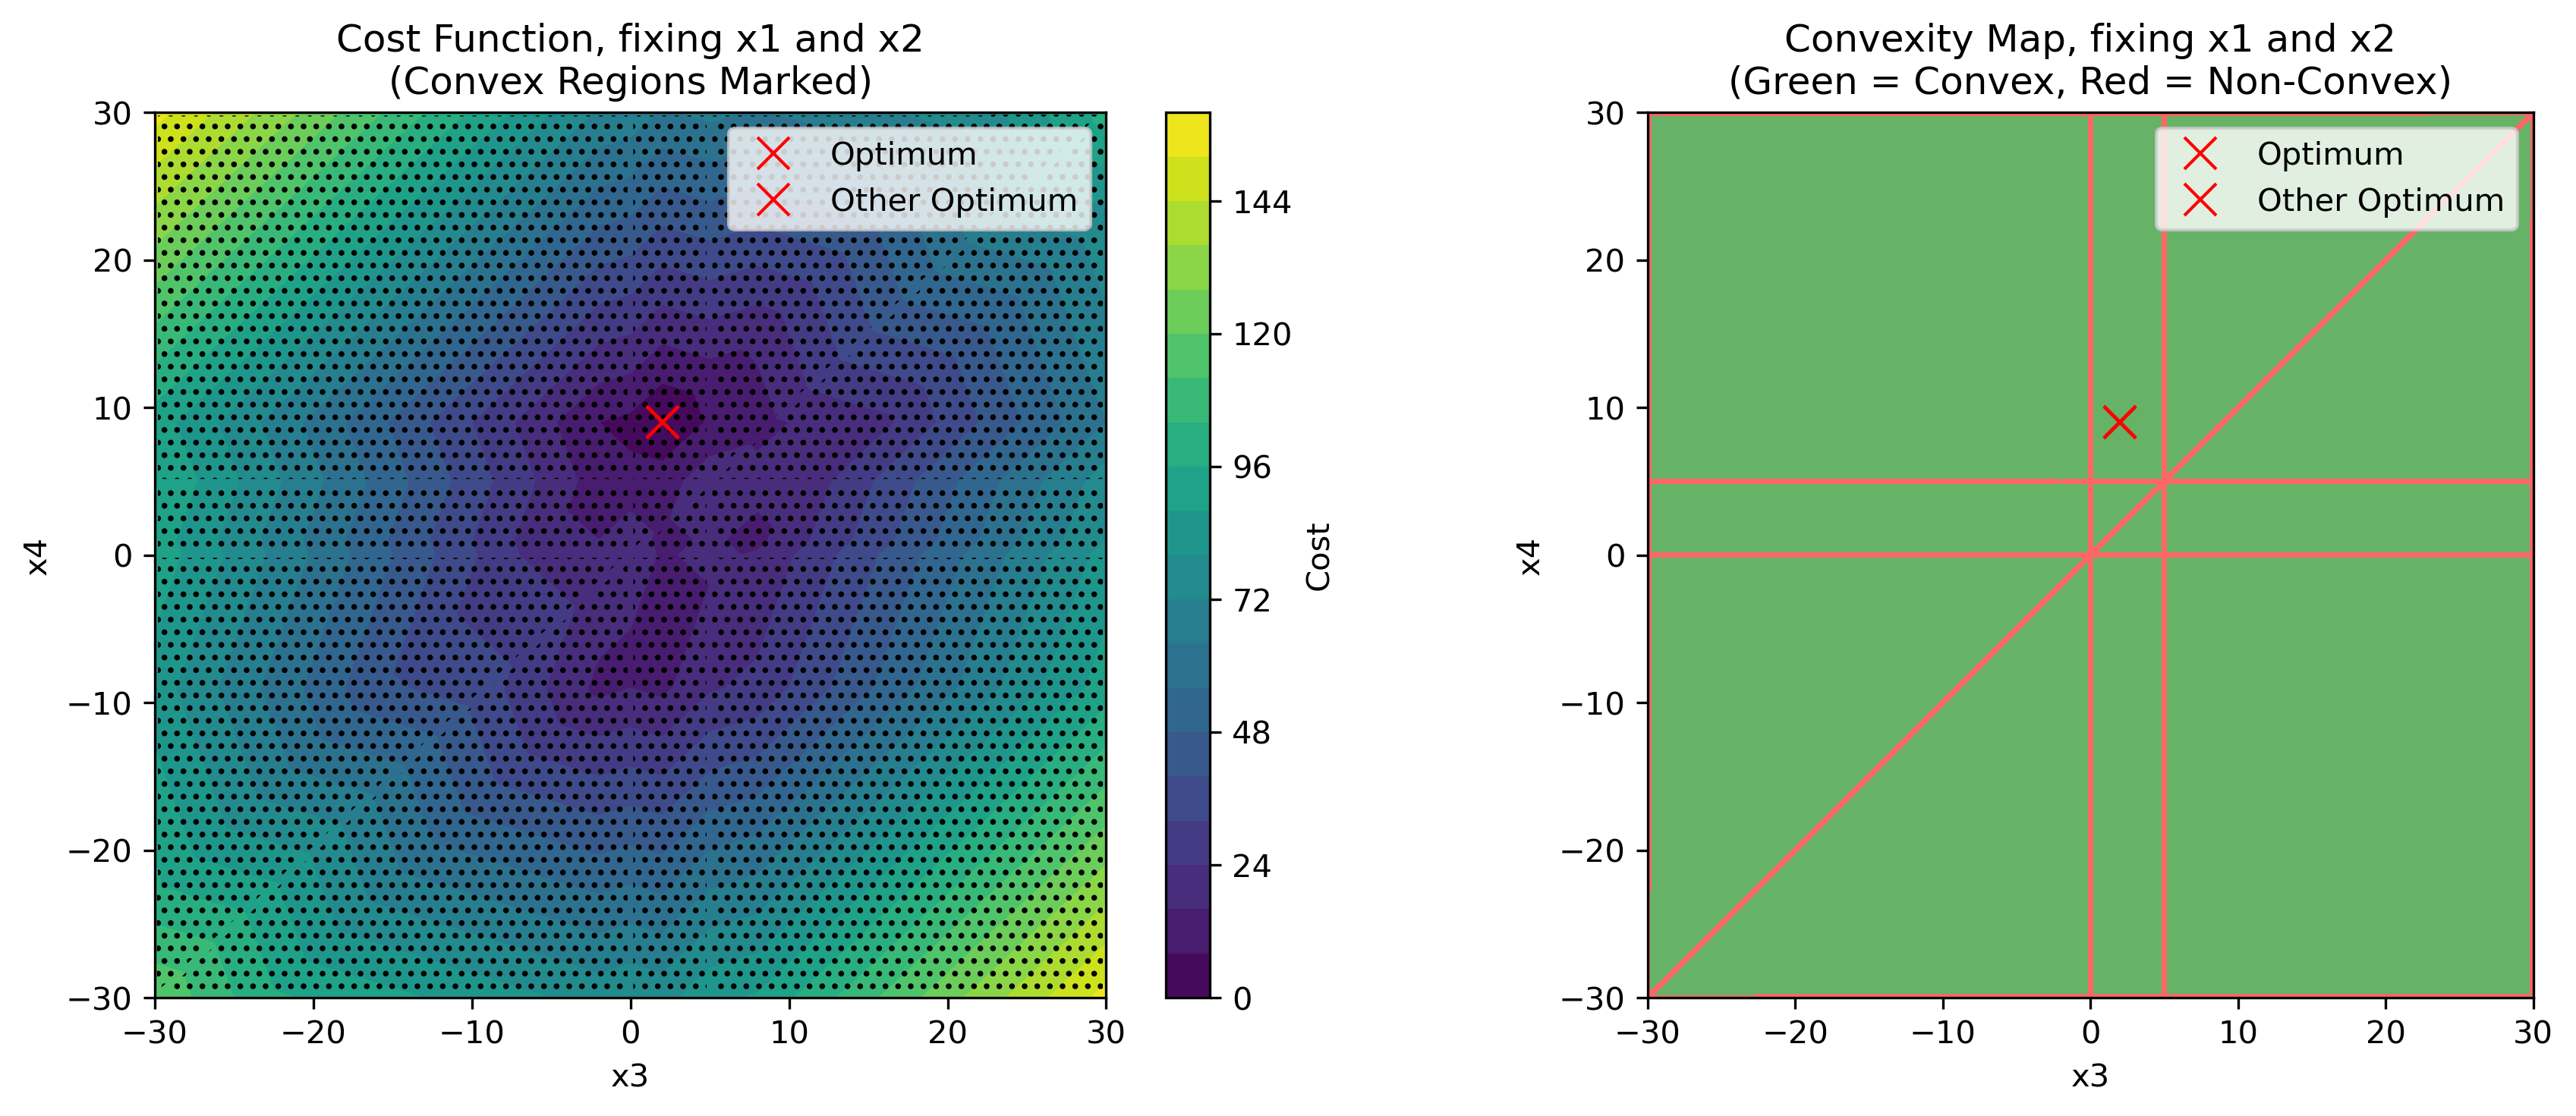 Cost Function, fixing x1 and x2
(Convex Regions Marked)
Optimum
Other Optimum
30
20
10
0
−10
−20
−30
x4
−30 −20 −10 0 10 20 30
x3
144
120
96
72
48
24
0
Cost
Convexity Map, fixing x1 and x2
(Green = Convex, Red = Non-Convex)
Optimum
Other Optimum
30
20
10
0
−10
−20
−30
x4
−30 −20 −10 0 10 20 30
x3